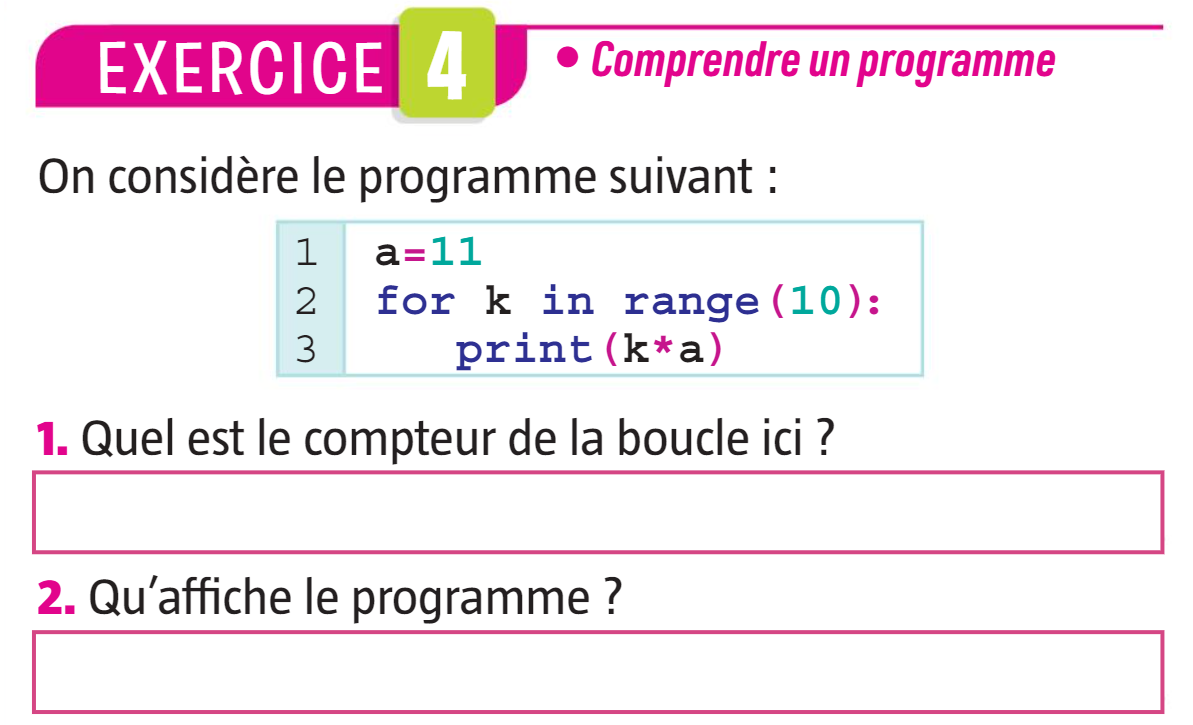 EXERCICE 4 • Comprendre un programme
On considère le programme suivant :
1 a=11
2 for k in range(10):
3 print(k*a)
1. Quel est le compteur de la boucle ici ?
2. Qu’affiche le programme ?